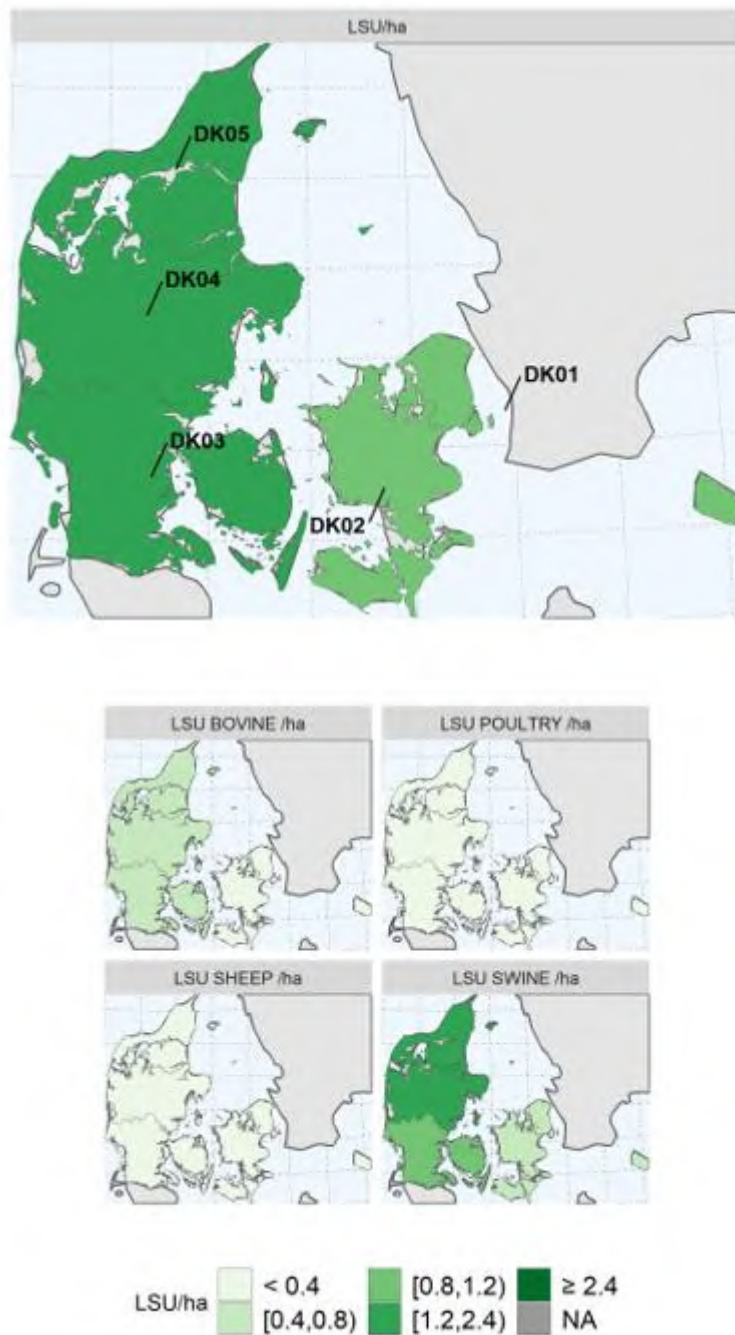 LSU/ha
DK05
DK04
DK01
DK03
DK02
LSU BOVINE /ha
LSU POULTRY /ha
LSU SHEEP /ha
LSU SWINE /ha
LSU/ha
< 0.4
[0.8,1.2)
≥ 2.4
[0.4,0.8)
[1.2,2.4)
NA